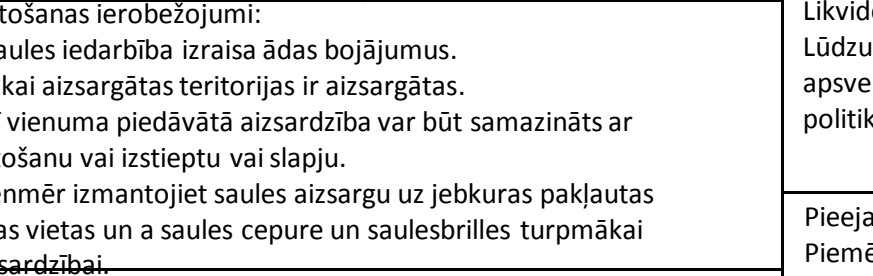 tošanas ierobežojumi:
aules iedarbība izraisa ādas bojājumus.
kai aizsargātas teritorijas ir aizsargātas.
vienuma piedāvātā aizsardzība var būt samazināts ar
tošanu vai izstieptu vai slapju.
enmēr izmantojiet saules aizsargu uz jebkuras pakļautas
as vietas un a saules cepure un saulesbrilles turpmākai
sardzībai.
Likvid
Lūdzu
apsve
politik
Pieeja
Piemē